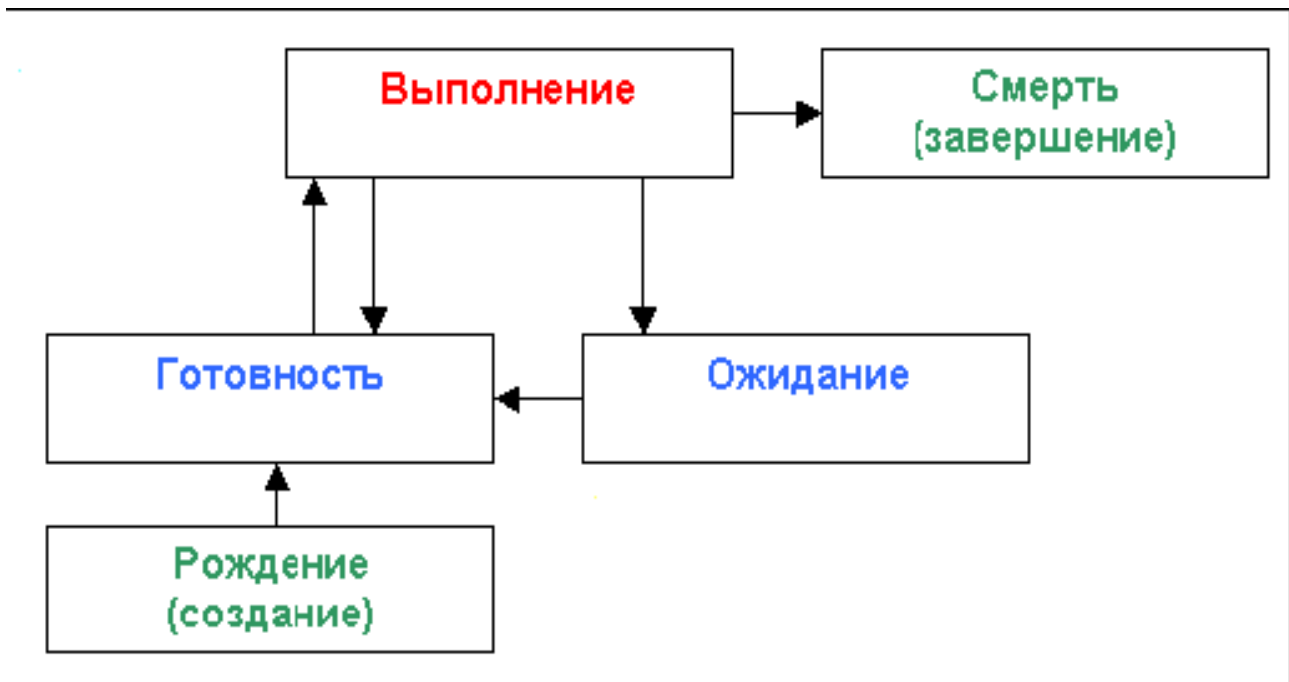 Выполнение
Смерть
(завершение)
Готовность
Ожидание
Рождение
(создание)